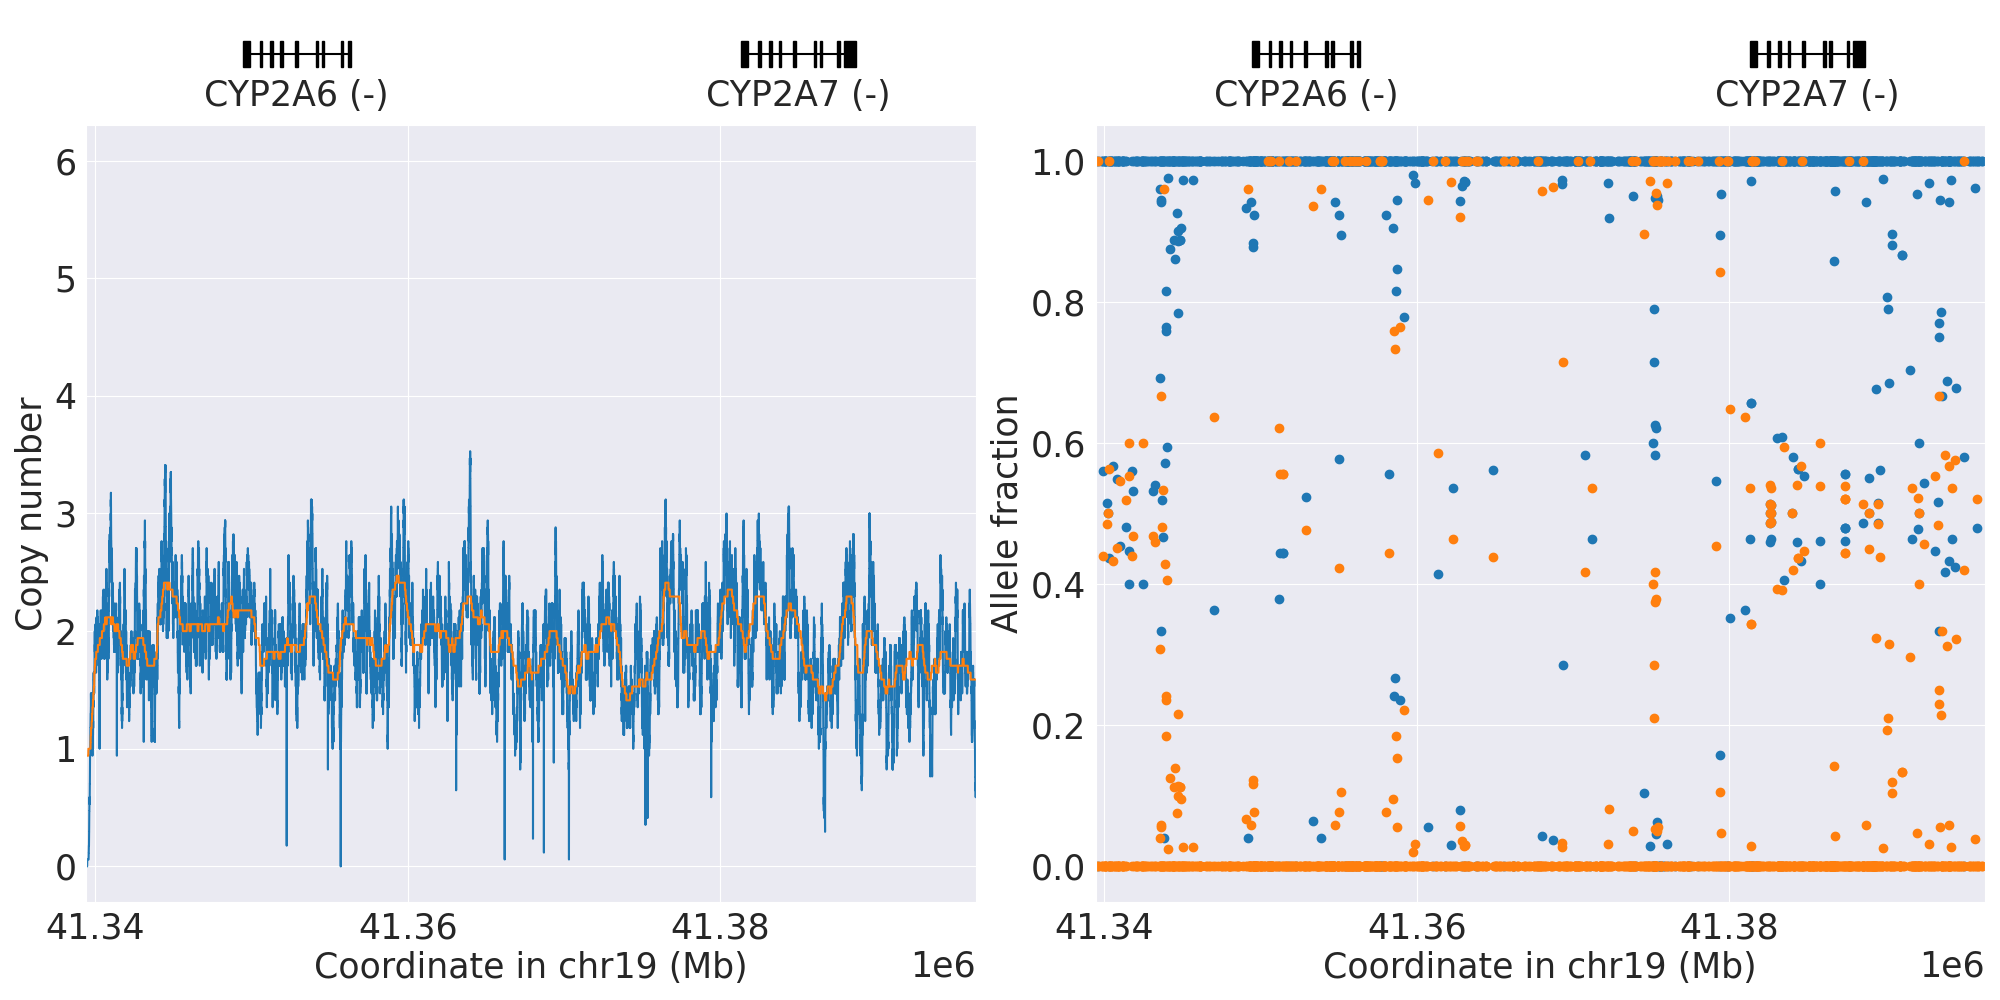 CYP2A6 (-)
CYP2A7 (-)
6
5
4
3
2
1
0
Copy number
41.34
41.36
41.38
Coordinate in chr19 (Mb)
1e6
CYP2A6 (-)
CYP2A7 (-)
1.0
0.8
0.6
0.4
0.2
0.0
Allele fraction
41.34
41.36
41.38
Coordinate in chr19 (Mb)
1e6